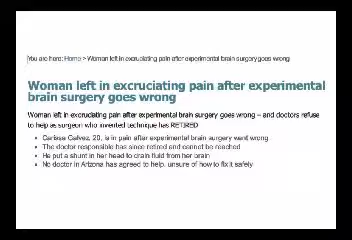 You are here: Home > Woman left in excruciating pain after experimental brain surgery goes wrong
Woman left in excruciating pain after experimental
brain surgery goes wrong
Woman left in excruciating pain after experimental brain surgery goes wrong – and doctors refuse
to help as surgeon who invented technique has RETIRED
Carissa Galvez, 20, is in pain after experimental brain surgery went wrong
The doctor responsible has since retired and cannot be reached
He put a shunt in her head to drain fluid from her brain
No doctor in Arizona has agreed to help, unsure of how to fix it safely